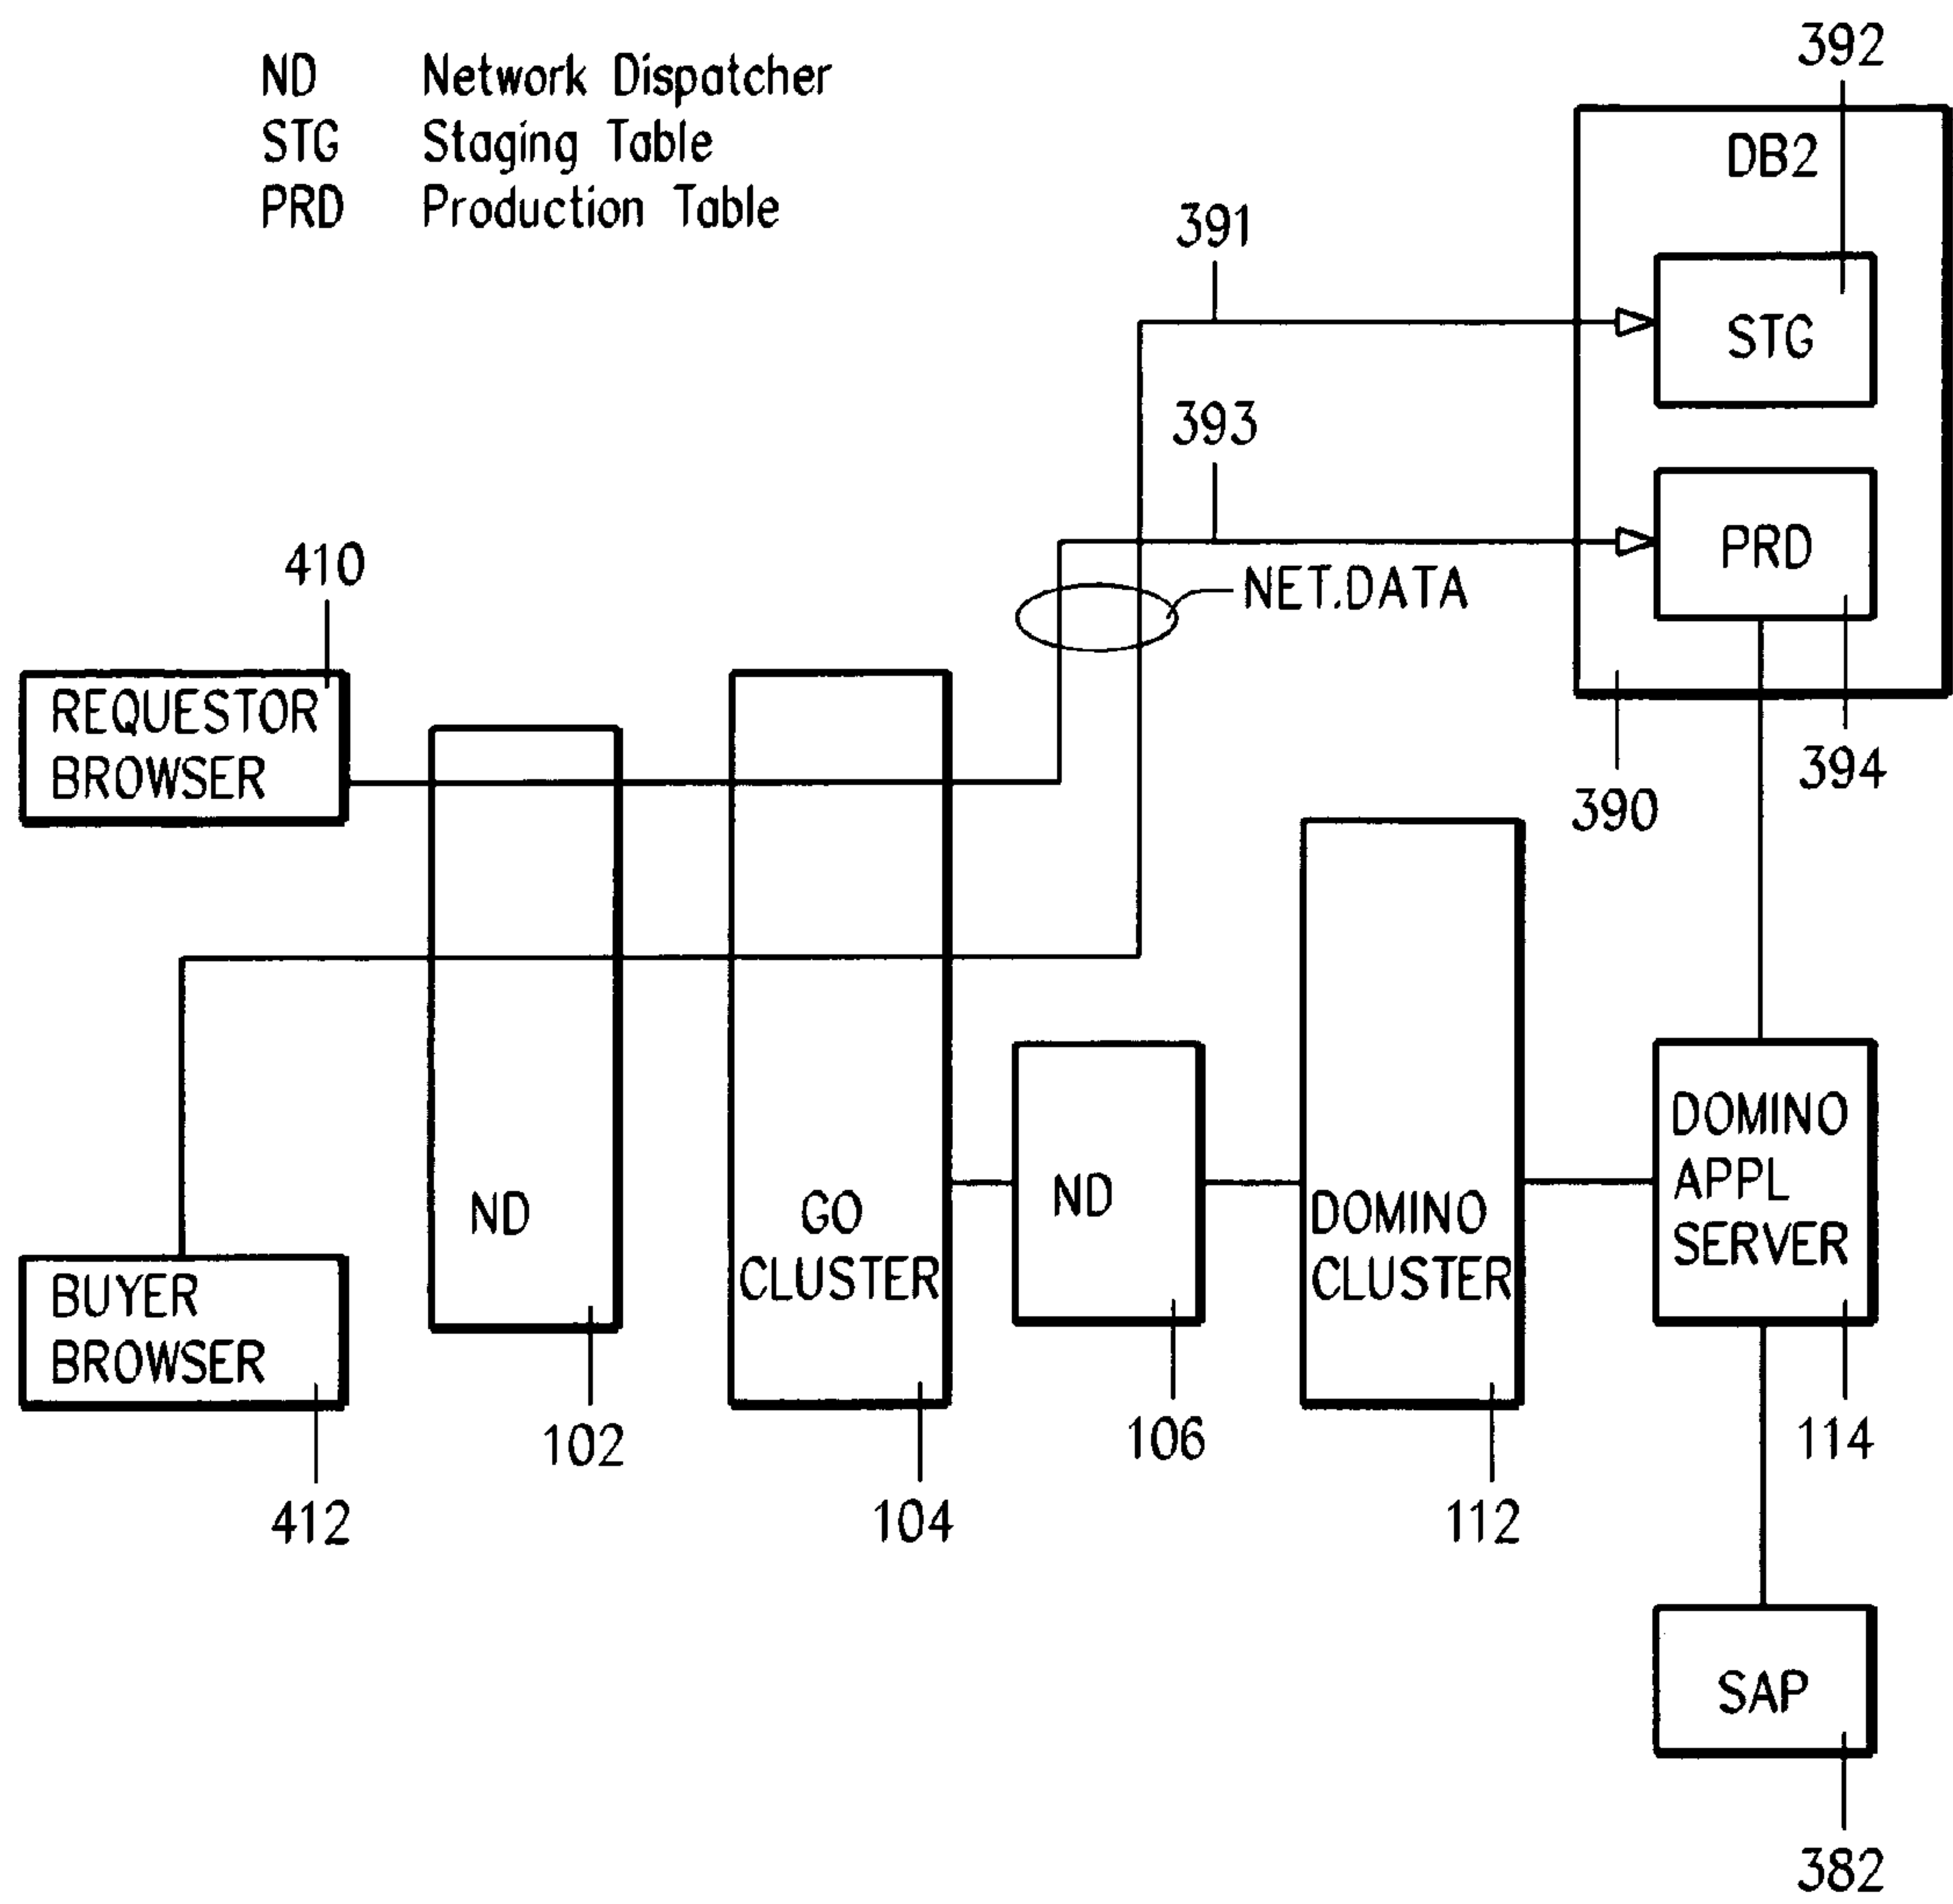 ND Network Dispatcher
STG Staging Table
PRD Production Table
392
DB2
391
STG
393
PRD
NET.DATA
410
REQUESTOR
BROWSER
394
390
DOMINO
APPL
SERVER
ND
GO
CLUSTER
ND
DOMINO
CLUSTER
BUYER
BROWSER
102
106
114
412
104
112
SAP
382